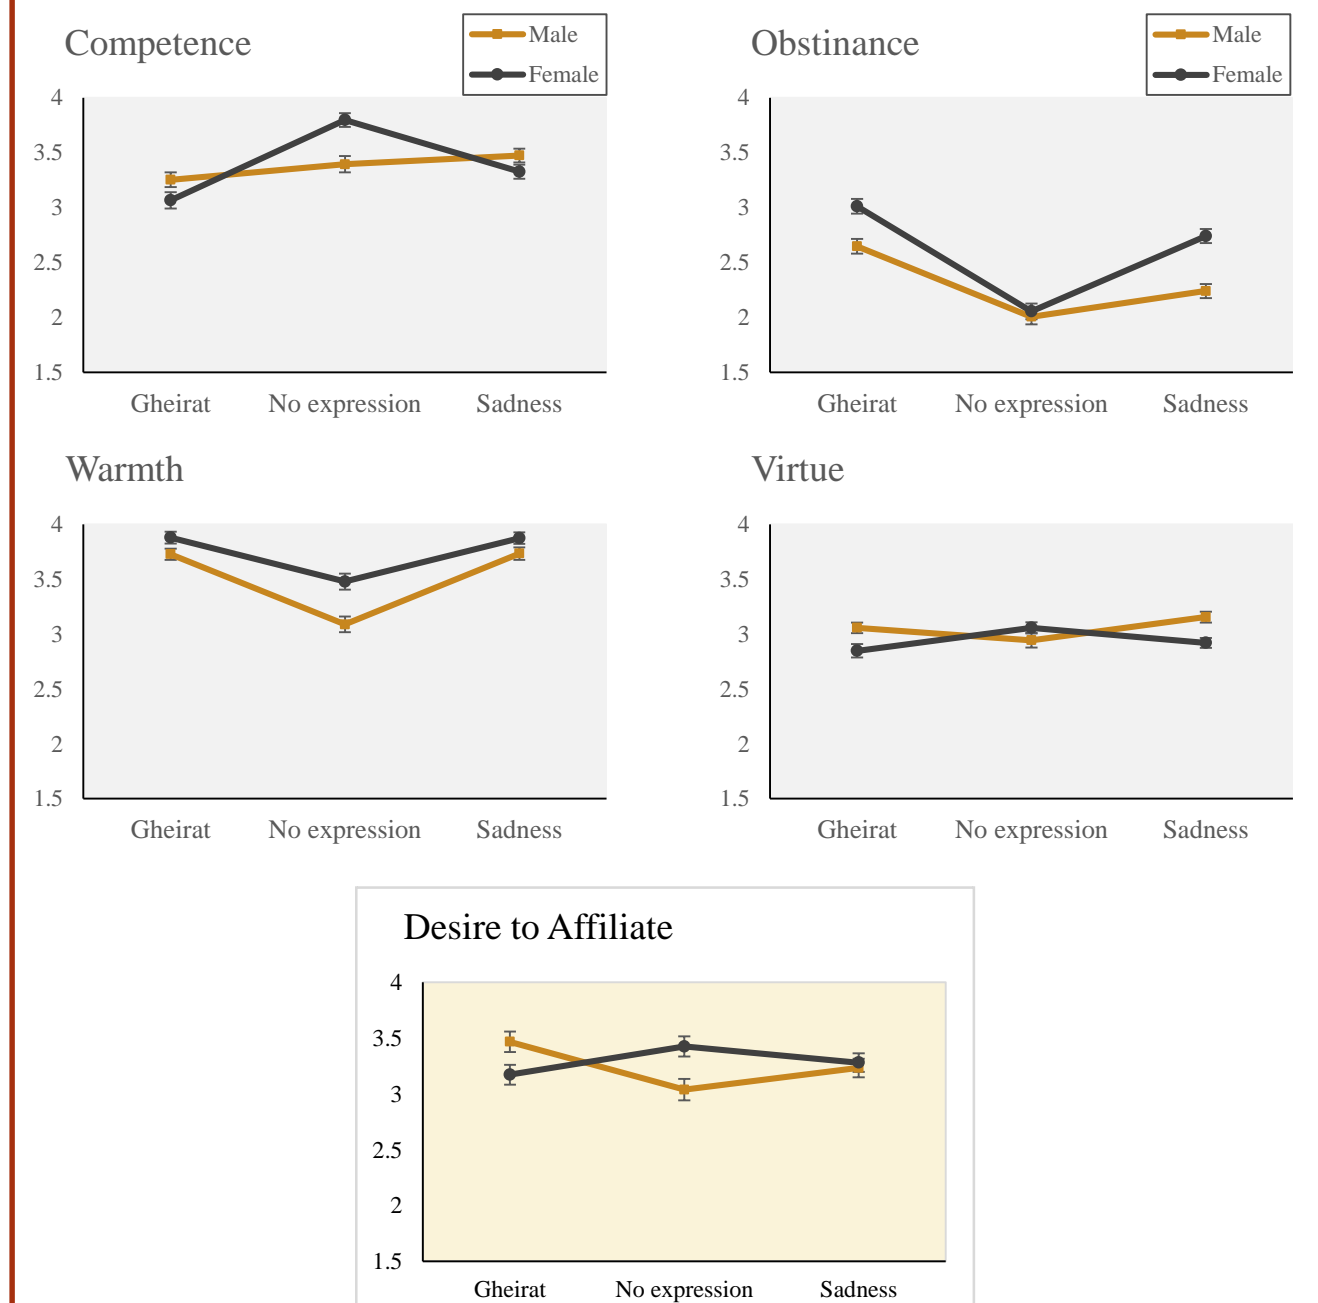 Competence
Male
Female
4
3.5
3
2.5
2
1.5
Gheirat No expression Sadness
Obstinance
Male
Female
4
3.5
3
2.5
2
1.5
Gheirat No expression Sadness
Warmth
4
3.5
3
2.5
2
1.5
Gheirat No expression Sadness
Virtue
4
3.5
3
2.5
2
1.5
Gheirat No expression Sadness
Desire to Affiliate
4
3.5
3
2.5
2
1.5
Gheirat No expression Sadness